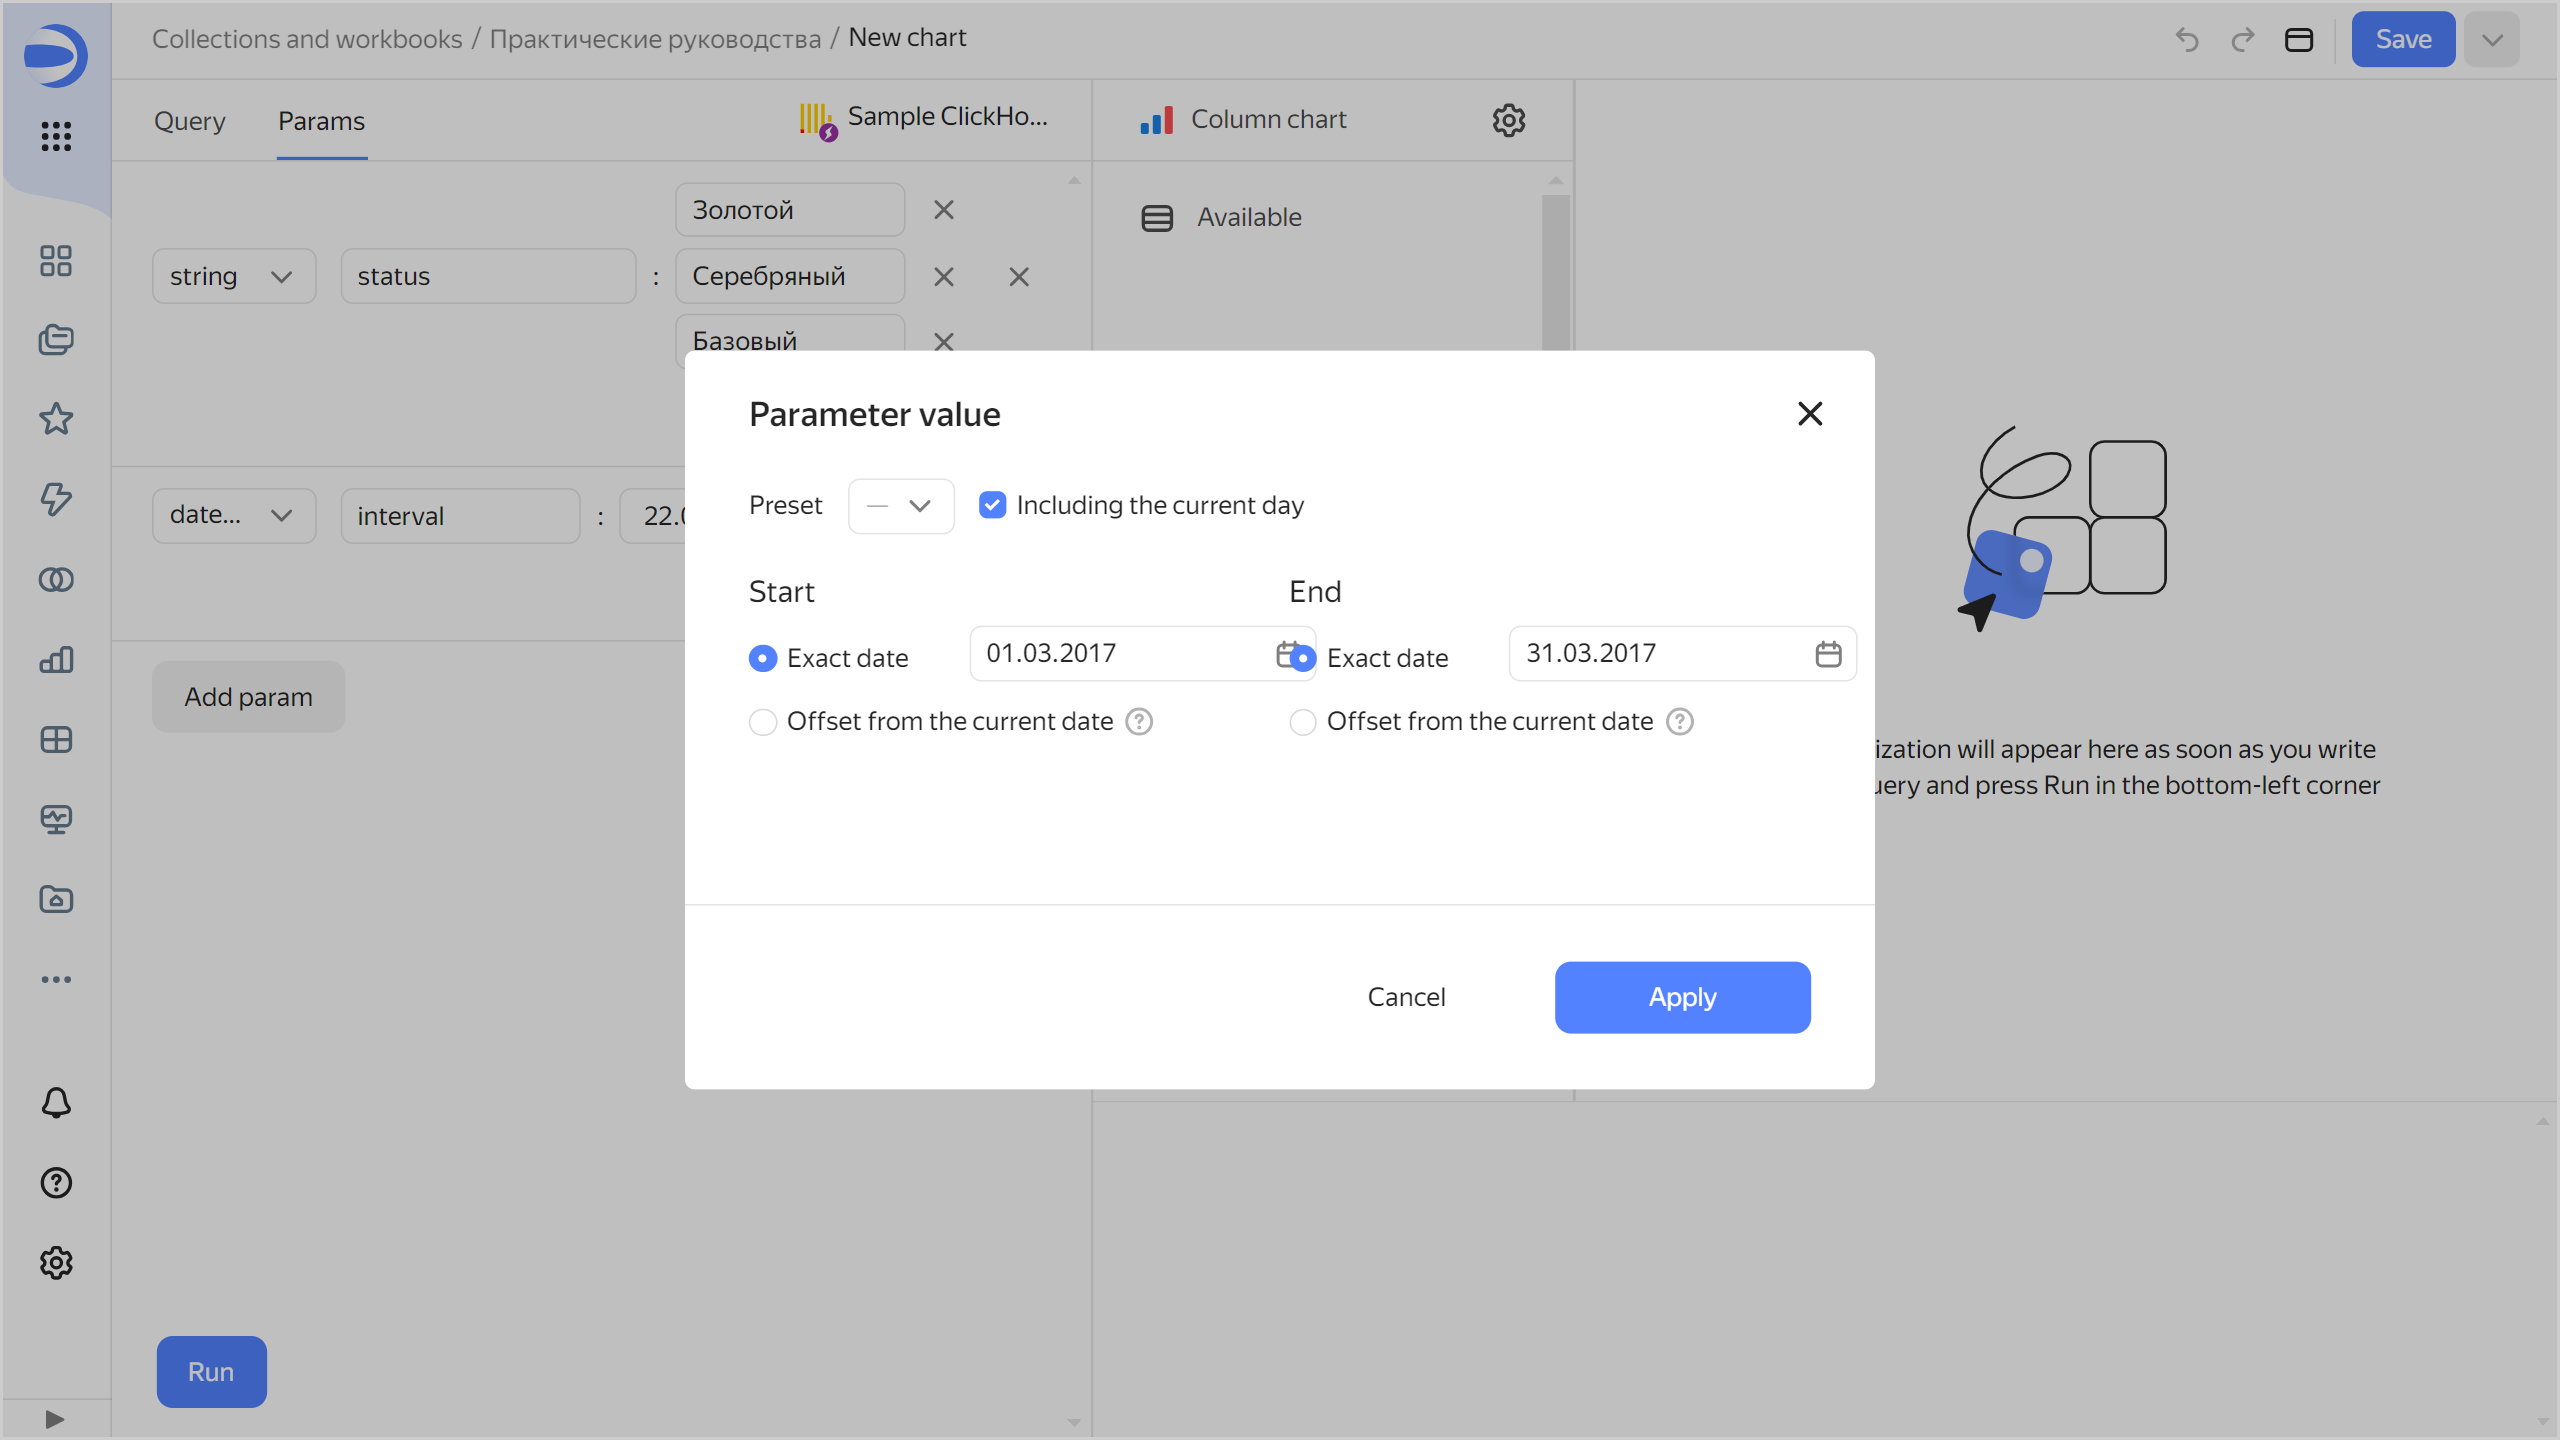 Collections and workbooks / Практические руководства / New chart
Save
Query
Params
Sample ClickHo...
Column chart
Available
Золотой
string
status
:
Серебряный
Базовый
date...
interval
:
22.0
Add param
Run
Parameter value
Preset
—
Including the current day
Start
End
Exact date
01.03.2017
Exact date
31.03.2017
Offset from the current date
Offset from the current date
Cancel
Apply
ization will appear here as soon as you write
uery and press Run in the bottom-left corner